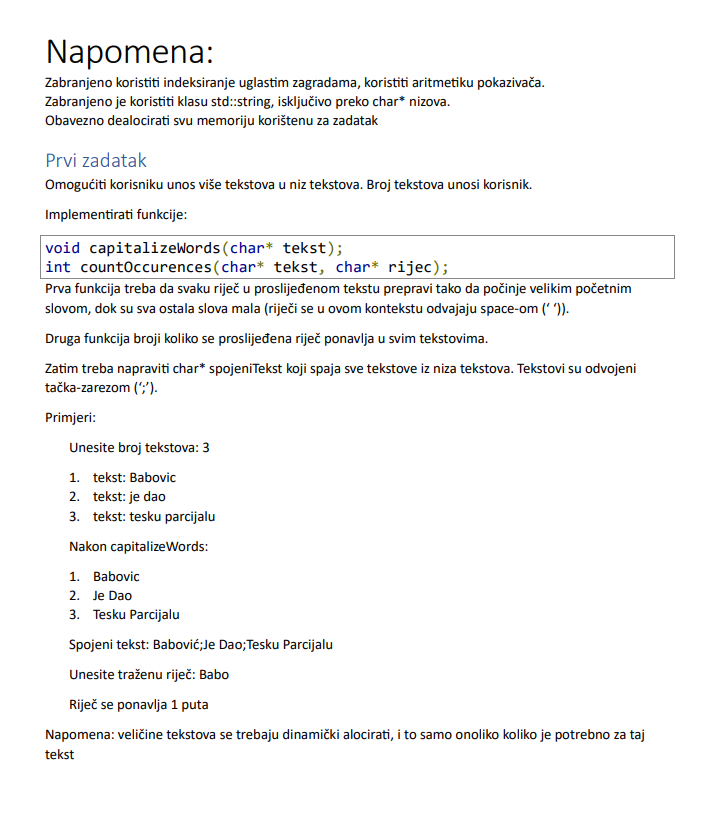 Napomena:
Zabranjeno koristiti indeksiranje uglastim zagradama, koristiti aritmetiku pokazivača.
Zabranjeno je koristiti klasu std::string, isključivo preko char* nizova.
Obavezno dealocirati svu memoriju korištenu za zadatak
Prvi zadatak
Omogućiti korisniku unos više tekstova u niz tekstova. Broj tekstova unosi korisnik.
Implementirati funkcije:
void capitalizeWords(char* tekst);
int countOccurences(char* tekst, char* rijec);
Prva funkcija treba da svaku riječ u proslijeđenom tekstu prepravi tako da počinje velikim početnim
slovom, dok su sva ostala slova mala (riječi se u ovom kontekstu odvajaju space-om (‘ ‘)).
Druga funkcija broji koliko se proslijeđena riječ ponavlja u svim tekstovima.
Zatim treba napraviti char* spojeniTekst koji spaja sve tekstove iz niza tekstova. Tekstovi su odvojeni
tačka-zarezom (‘;’).
Primjeri:
Unesite broj tekstova: 3
1. tekst: Babovic
2. tekst: je dao
3. tekst: tesku parcijalu
Nakon capitalizeWords:
1. Babovic
2. Je Dao
3. Tesku Parcijalu
Spojeni tekst: Babović;Je Dao;Tesku Parcijalu
Unesite traženu riječ: Babo
Riječ se ponavlja 1 puta
Napomena: veličine tekstova se trebaju dinamički alocirati, i to samo onoliko koliko je potrebno za taj
tekst